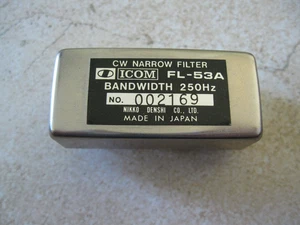 CW NARROW FILTER
ICOM FL-53A
BANDWIDTH 250Hz
NO. 002169
NIKKO DENSHI CO., LTD.
MADE IN JAPAN